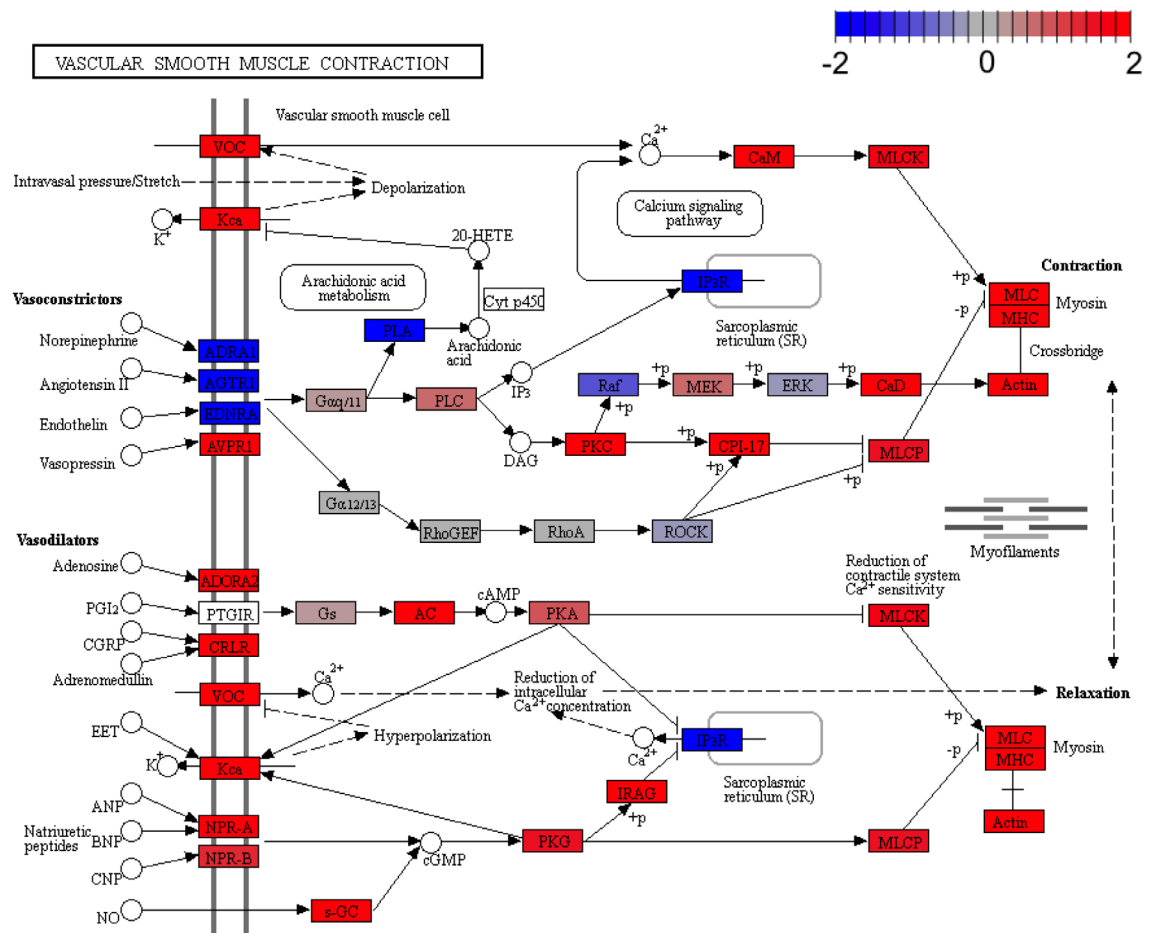 -2 0 2
VASCULAR SMOOTH MUSCLE CONTRACTION
Vascular smooth muscle cell
VOC
Ca2+
CaM
MLCK
Intravasal pressure/Stretch
Depolarization
Kca
K+
20-HETE
Calcium signaling
pathway
Arachidonic acid
metabolism
Cyt p450
IP3R
+p
-p
Contraction
MLC
MHC
Myosin
Vasoconstrictors
Norepinephrine
ADRA1
PLA
Arachidonic
acid
Sarcoplasmic
reticulum (SR)
Crossbridge
Angiotensin II
AGTR1
IP3
Raf
+p
MEK
+p
ERK
+p
CaD
Actin
Gαq/11
PLC
+p
Endothelin
EDNRA
Vasopressin
AVPR1
DAG
PKC
+p
CPI-17
MLCP
+p
+p
Gα12/13
RhoGEF
RhoA
ROCK
Myofilaments
Vasodilators
Adenosine
ADORA2
Reduction of
contractile system
Ca2+ sensitivity
PGI2
PTGIR
Gs
AC
cAMP
PKA
MLCK
CGRP
CRLR
Adrenomedullin
VOC
Ca2+
Reduction of
intracellular
Ca2+ concentration
Relaxation
EET
Hyperpolarization
K+
Kca
Ca2+
IP3R
Sarcoplasmic
reticulum (SR)
+p
-p
MLC
MHC
Myosin
IRAG
+p
ANP
NPR-A
Natriuretic
peptides
BNP
CNP
NPR-B
cGMP
PKG
MLCP
Actin
NO
s-GC